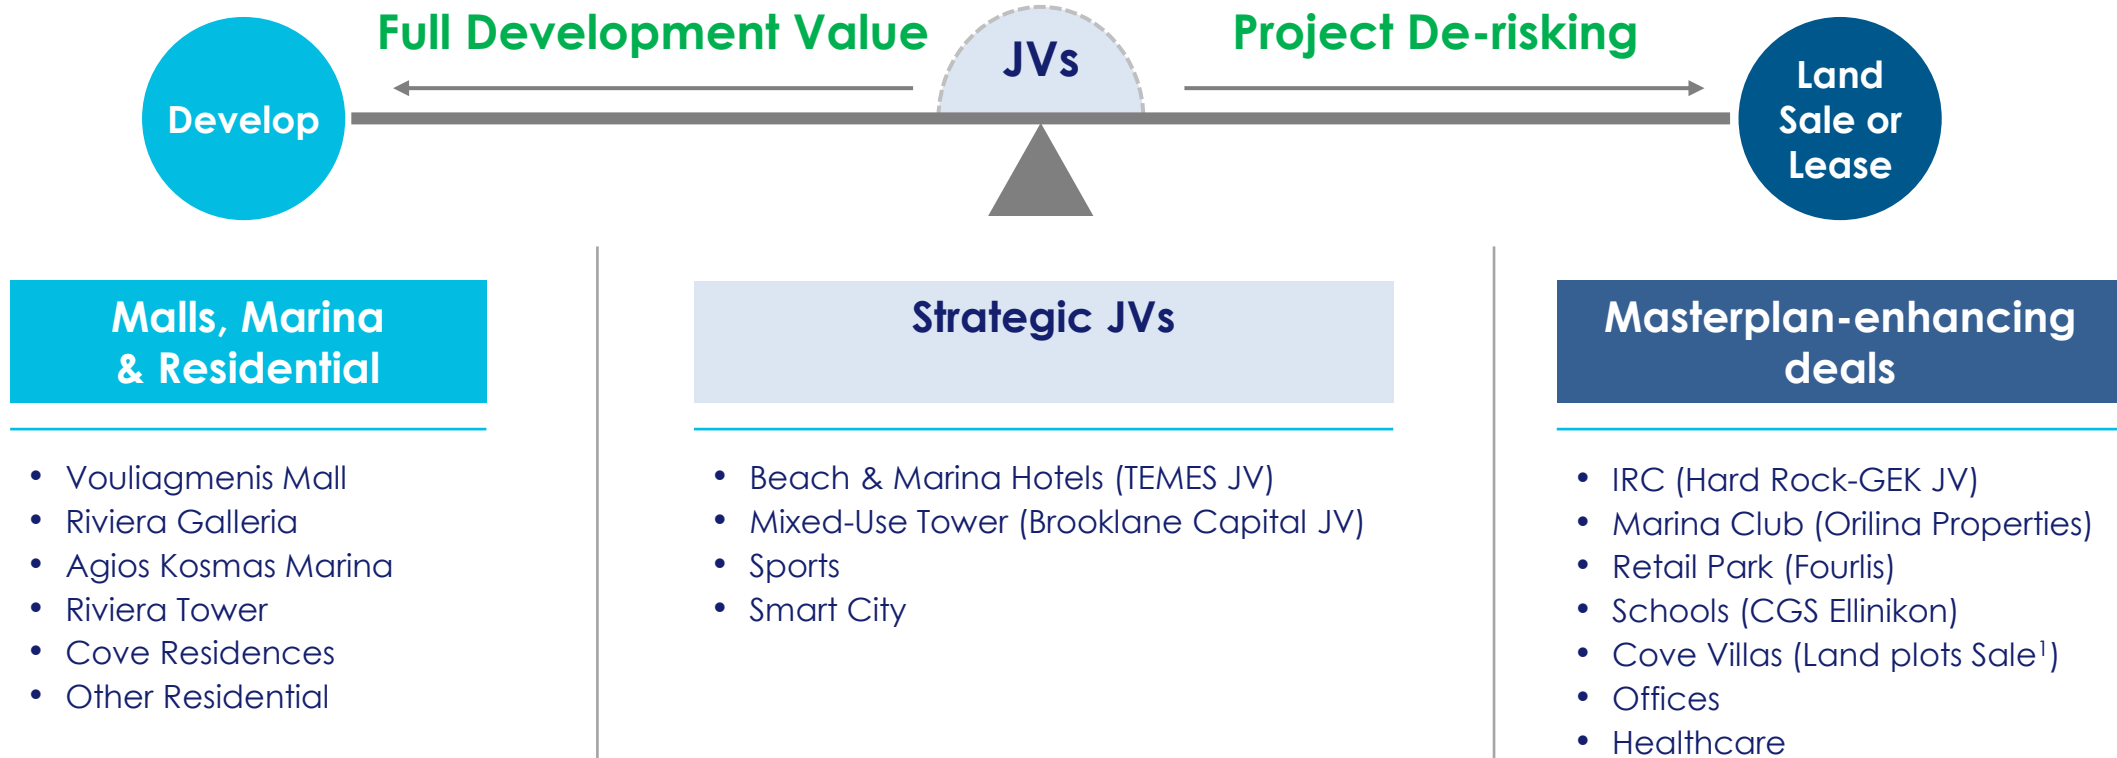 Full Development Value
Project De-risking
Develop
JVs
Land
Sale or
Lease
Malls, Marina
& Residential
• Vouliagmenis Mall
• Riviera Galleria
• Agios Kosmas Marina
• Riviera Tower
• Cove Residences
• Other Residential
Strategic JVs
• Beach & Marina Hotels (TEMES JV)
• Mixed-Use Tower (Brooklane Capital JV)
• Sports
• Smart City
Masterplan-enhancing
deals
• IRC (Hard Rock-GEK JV)
• Marina Club (Orilina Properties)
• Retail Park (Fourlis)
• Schools (CGS Ellinikon)
• Cove Villas (Land plots Sale¹)
• Offices
• Healthcare